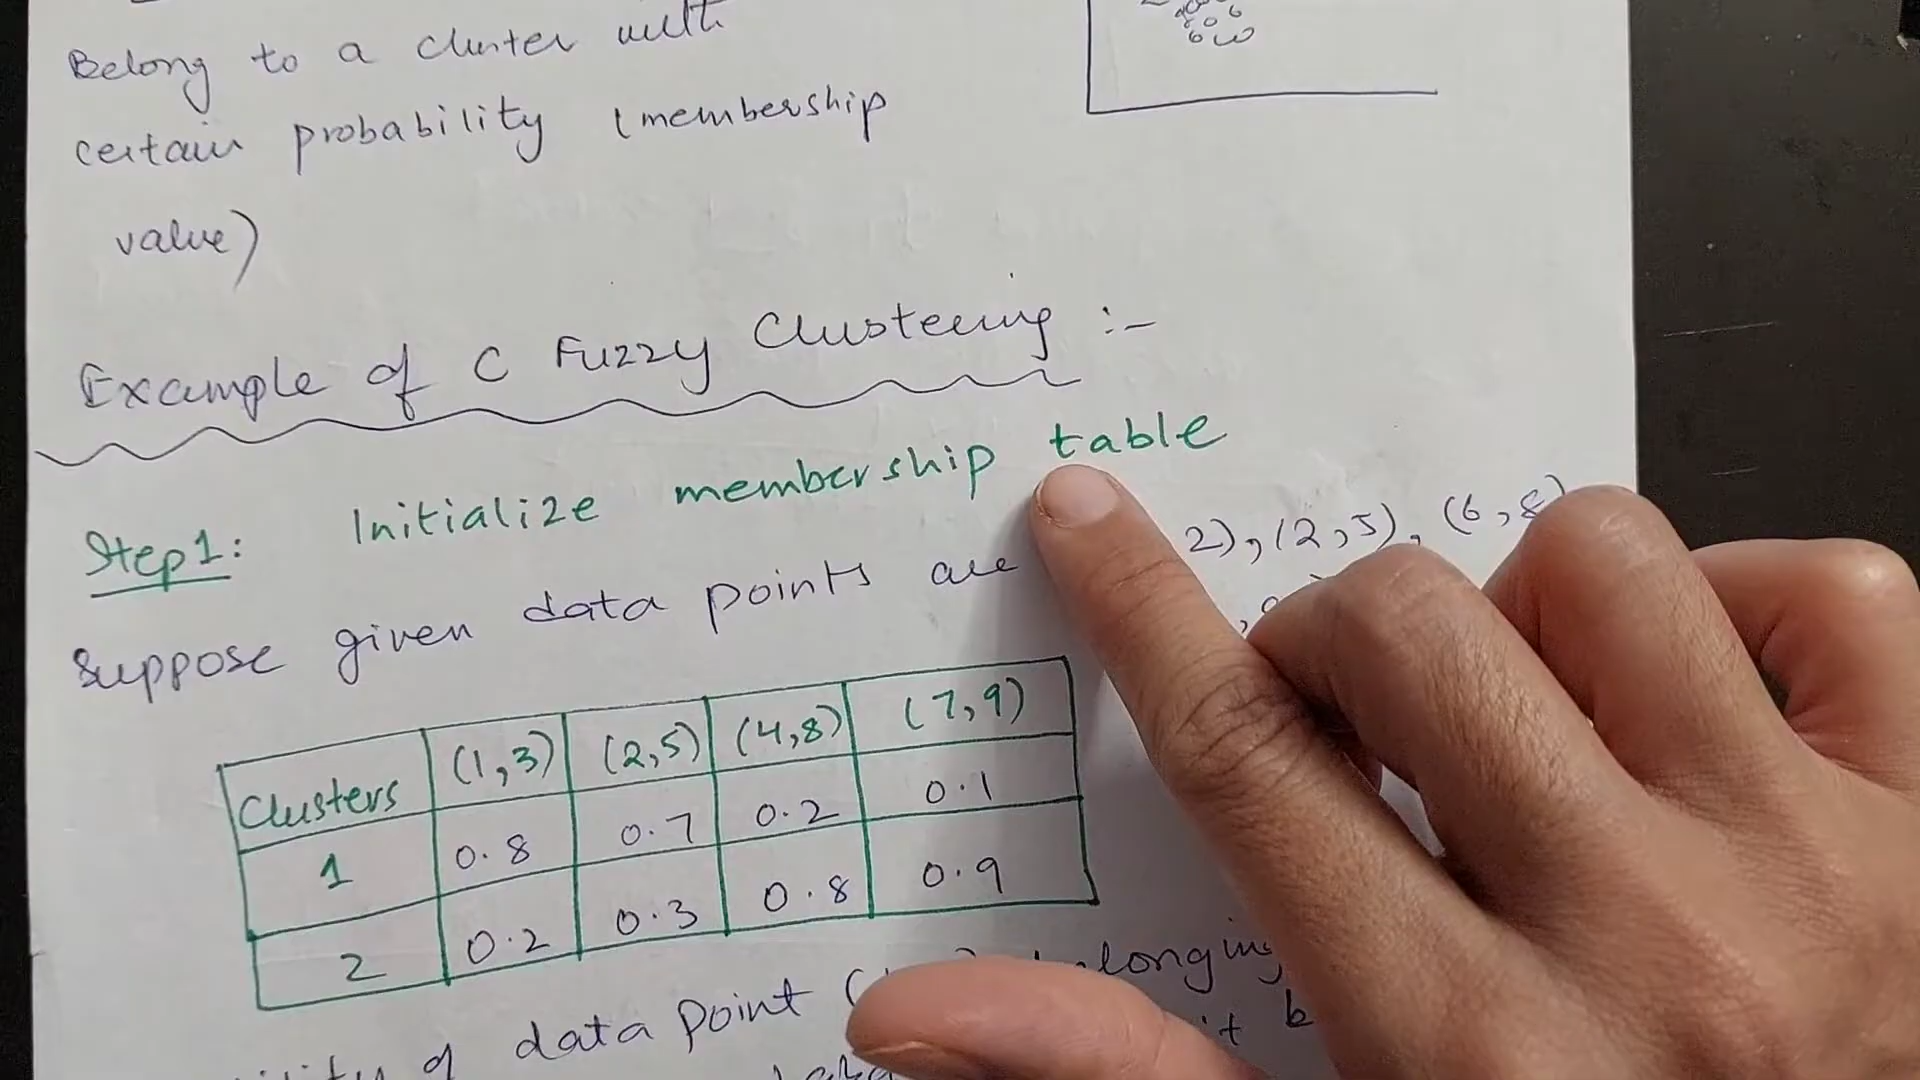 Belong to a cluster with
certain probability (membership
value)
Example of C Fuzzy Clustering :-
Step1: Initialize membership table
Suppose given data points are 2), (2,5), (6,8)
Clusters (1,3) (2,5) (4,8) (7,9)
1 0.8 0.7 0.2 0.1
2 0.2 0.3 0.8 0.9
data point